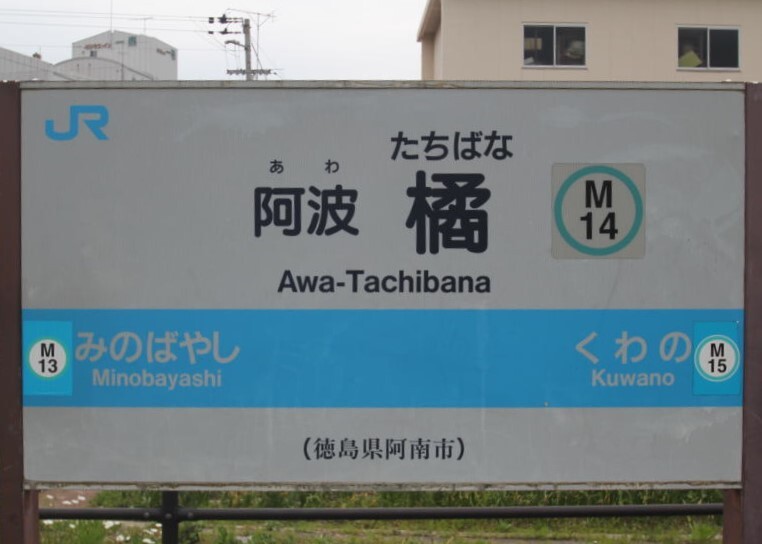 JR
あわ たちばな
阿波 橘
M
14
Awa-Tachibana
M
13
みのばやし
Minobayashi
くわの
Kuwano
M
15
(徳島県阿南市)